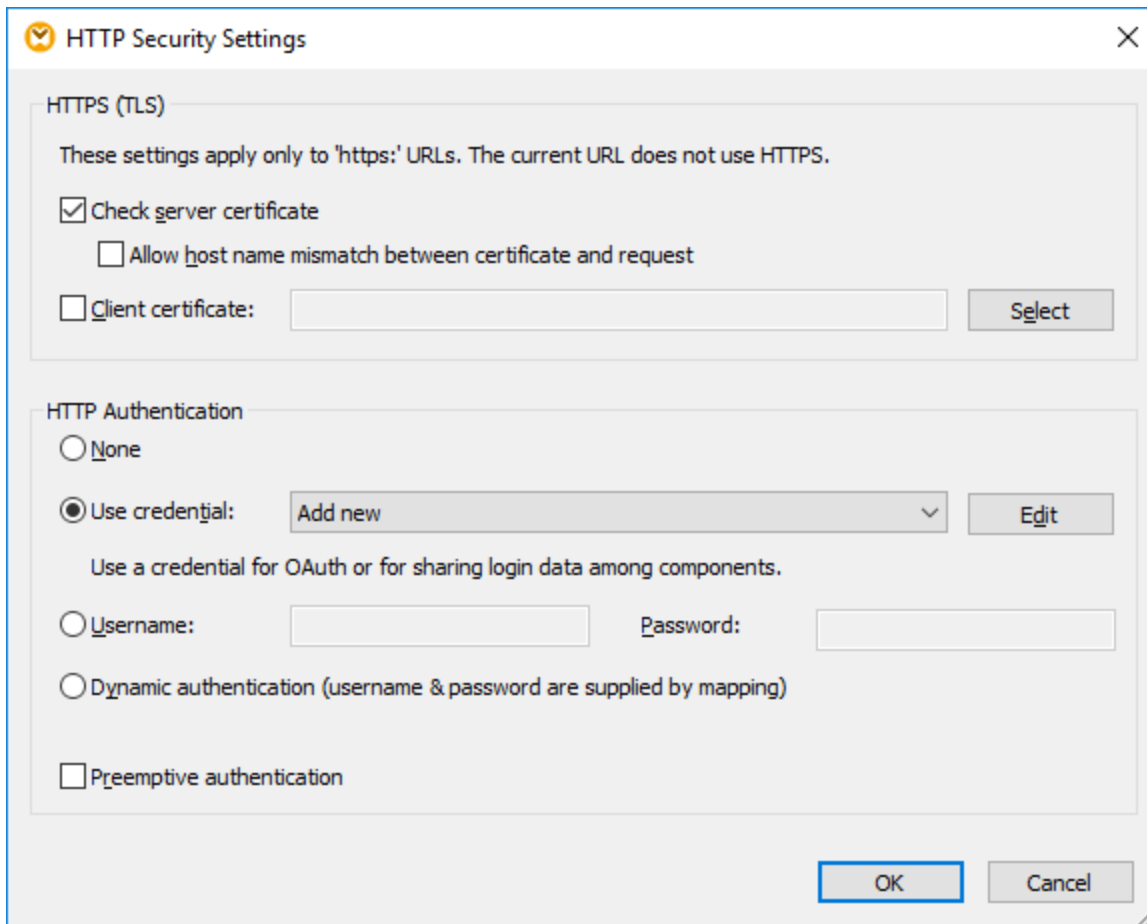 HTTP Security Settings
HTTPS (TLS)
These settings apply only to 'https:' URLs. The current URL does not use HTTPS.
Check server certificate
Allow host name mismatch between certificate and request
Client certificate:
Select
HTTP Authentication
None
Use credential:
Add new
Edit
Use a credential for OAuth or for sharing login data among components.
Username:
Password:
Dynamic authentication (username & password are supplied by mapping)
Preemptive authentication
OK
Cancel